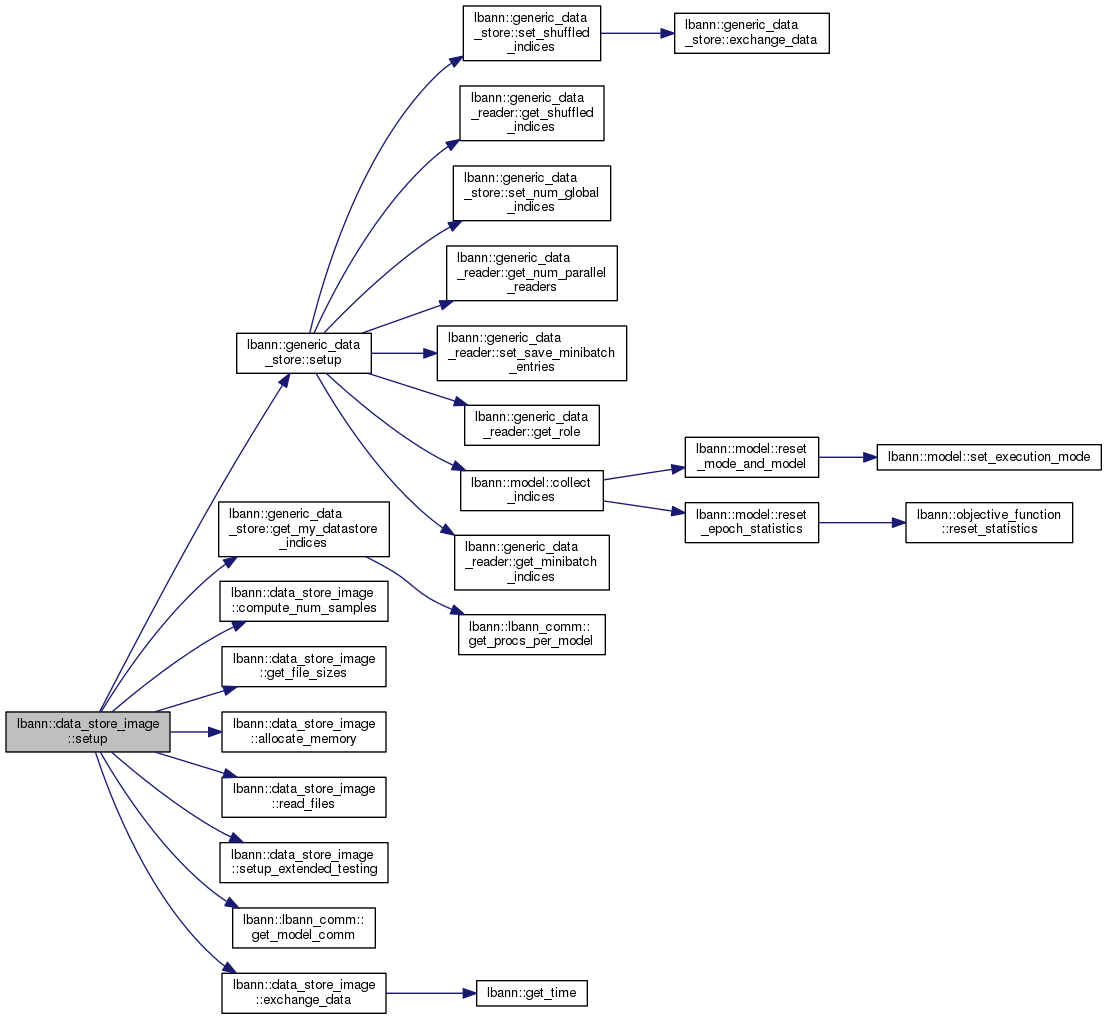 lbann::generic_data
_store::set_shuffled
_indices
lbann::generic_data
_store::exchange_data
lbann::generic_data
_reader::get_shuffled
_indices
lbann::generic_data
_store::set_num_global
_indices
lbann::generic_data
_reader::get_num_parallel
_readers
lbann::generic_data
_store::setup
lbann::generic_data
_reader::set_save_minibatch
_entries
lbann::generic_data
_reader::get_role
lbann::model::collect
_indices
lbann::model::reset
_mode_and_model
lbann::model::set_execution_mode
lbann::model::reset
_epoch_statistics
lbann::objective_function
::reset_statistics
lbann::generic_data
_reader::get_minibatch
_indices
lbann::generic_data
_store::get_my_datastore
_indices
lbann::lbann_comm::
get_procs_per_model
lbann::data_store_image
::compute_num_samples
lbann::data_store_image
::get_file_sizes
lbann::data_store_image
::setup
lbann::data_store_image
::allocate_memory
lbann::data_store_image
::read_files
lbann::data_store_image
::setup_extended_testing
lbann::lbann_comm::
get_model_comm
lbann::data_store_image
::exchange_data
lbann::get_time